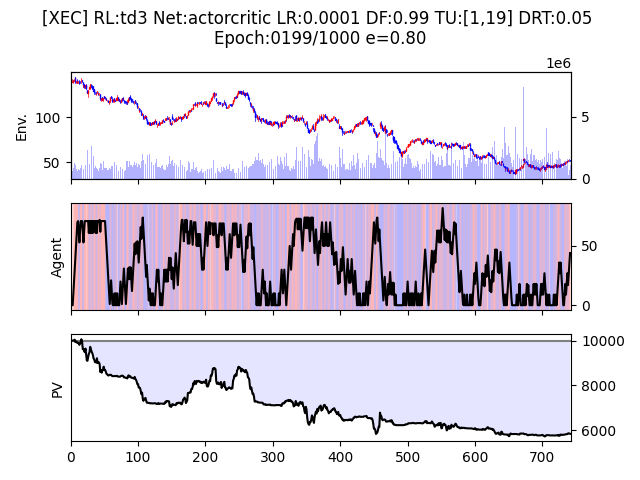 [XEC] RL:td3 Net:actorcritic LR:0.0001 DF:0.99 TU:[1,19] DRT:0.05
Epoch:0199/1000 e=0.80
1e6
Env.
100
50
5
0
Agent
50
0
PV
10000
8000
6000
0 100 200 300 400 500 600 700